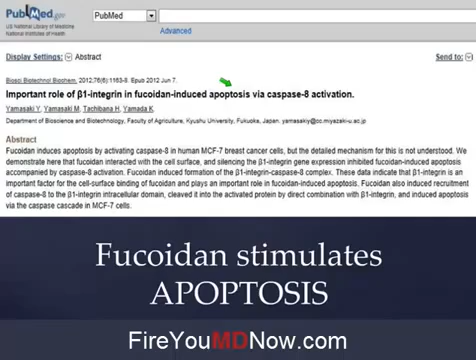 PubMed.gov
US National Library of Medicine
National Institutes of Health
PubMed
Advanced
Display Settings: Abstract
Send to:
Biosci Biotechnol Biochem. 2012;76(6):1163-8. Epub 2012 Jun 7.
Important role of β1-integrin in fucoidan-induced apoptosis via caspase-8 activation.
Yamasaki Y, Yamasaki M, Tachibana H, Yamada K.
Department of Bioscience and Biotechnology, Faculty of Agriculture, Kyushu University, Fukuoka, Japan. yamasakiy@cc.miyazaki-u.ac.jp
Abstract
Fucoidan induces apoptosis by activating caspase-8 in human MCF-7 breast cancer cells, but the detailed mechanism for this is not understood. We
demonstrate here that fucoidan interacted with the cell surface, and silencing the β1-integrin gene expression inhibited fucoidan-induced apoptosis
accompanied by caspase-8 activation. Fucoidan induced formation of the β1-integrin-caspase-8 complex. These data indicate that β1-integrin is an
important factor for the cell-surface binding of fucoidan and plays an important role in fucoidan-induced apoptosis. Fucoidan also induced recruitment
of caspase-8 to the β1-integrin intracellular domain, cleaved it into the activated protein by direct combination with β1-integrin, and induced apoptosis
via the caspase cascade in MCF-7 cells.
Fucoidan stimulates
APOPTOSIS
FireYouMDNow.com